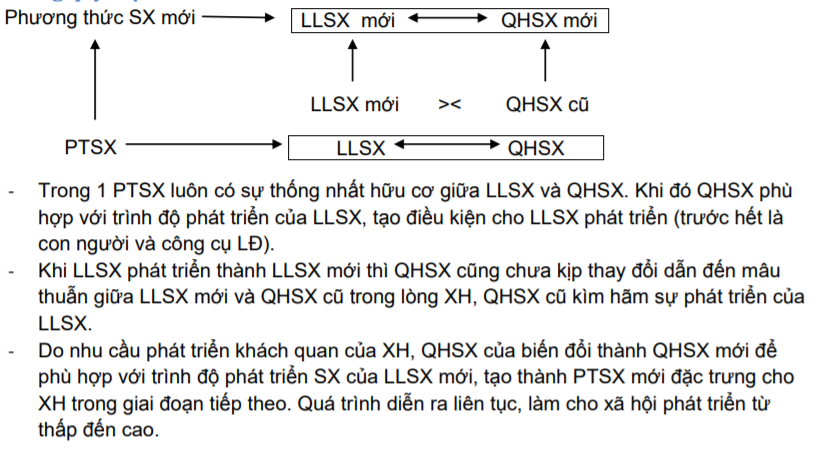 Phương thức SX mới LLSX mới QHSX mới
LLSX mới >< QHSX cũ
PTSX LLSX QHSX
- Trong 1 PTSX luôn có sự thống nhất hữu cơ giữa LLSX và QHSX. Khi đó QHSX phù
hợp với trình độ phát triển của LLSX, tạo điều kiện cho LLSX phát triển (trước hết là
con người và công cụ LĐ).
- Khi LLSX phát triển thành LLSX mới thì QHSX cũng chưa kịp thay đổi dẫn đến mâu
thuẫn giữa LLSX mới và QHSX cũ trong lòng XH, QHSX cũ kìm hãm sự phát triển của
LLSX.
- Do nhu cầu phát triển khách quan của XH, QHSX của biến đổi thành QHSX mới để
phù hợp với trình độ phát triển SX của LLSX mới, tạo thành PTSX mới đặc trưng cho
XH trong giai đoạn tiếp theo. Quá trình diễn ra liên tục, làm cho xã hội phát triển từ
thấp đến cao.